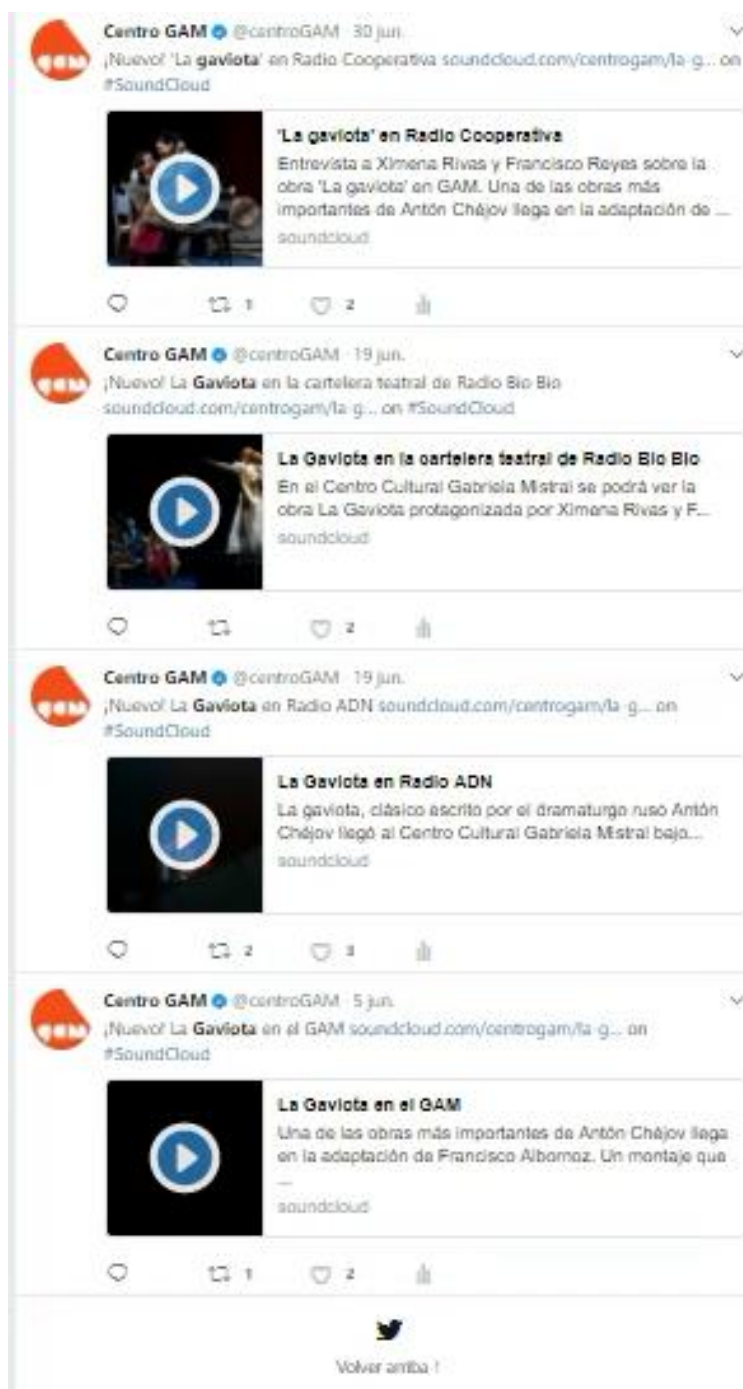 Centro GAM @centroGAM · 30 jun.
¡Nuevo! 'La gaviota' en Radio Cooperativa soundcloud.com/centrogam/la-g... on
#SoundCloud
gam
'La gaviota' en Radio Cooperativa
Entrevista a Ximena Rivas y Francisco Reyes sobre la
obra 'La gaviota' en GAM. Una de las obras más
importantes de Antón Chéjov llega en la adaptación de ...
soundcloud
1 2
Centro GAM @centroGAM · 19 jun.
¡Nuevo! La Gaviota en la cartelera teatral de Radio Bio Bio
soundcloud.com/centrogam/la-g... on #SoundCloud
gam
La Gaviota en la cartelera teatral de Radio Bio Bio
En el Centro Cultural Gabriela Mistral se podrá ver la
obra La Gaviota protagonizada por Ximena Rivas y F...
soundcloud
2
Centro GAM @centroGAM · 19 jun.
¡Nuevo! La Gaviota en Radio ADN soundcloud.com/centrogam/la-g... on
#SoundCloud
gam
La Gaviota en Radio ADN
La gaviota, clásico escrito por el dramaturgo ruso Antón
Chéjov llegó al Centro Cultural Gabriela Mistral bajo...
soundcloud
2 3
Centro GAM @centroGAM · 5 jun.
¡Nuevo! La Gaviota en el GAM soundcloud.com/centrogam/la-g... on
#SoundCloud
gam
La Gaviota en el GAM
Una de las obras más importantes de Antón Chéjov llega
en la adaptación de Francisco Albornoz. Un montaje que
...
soundcloud
1 2
Volver arriba ↑